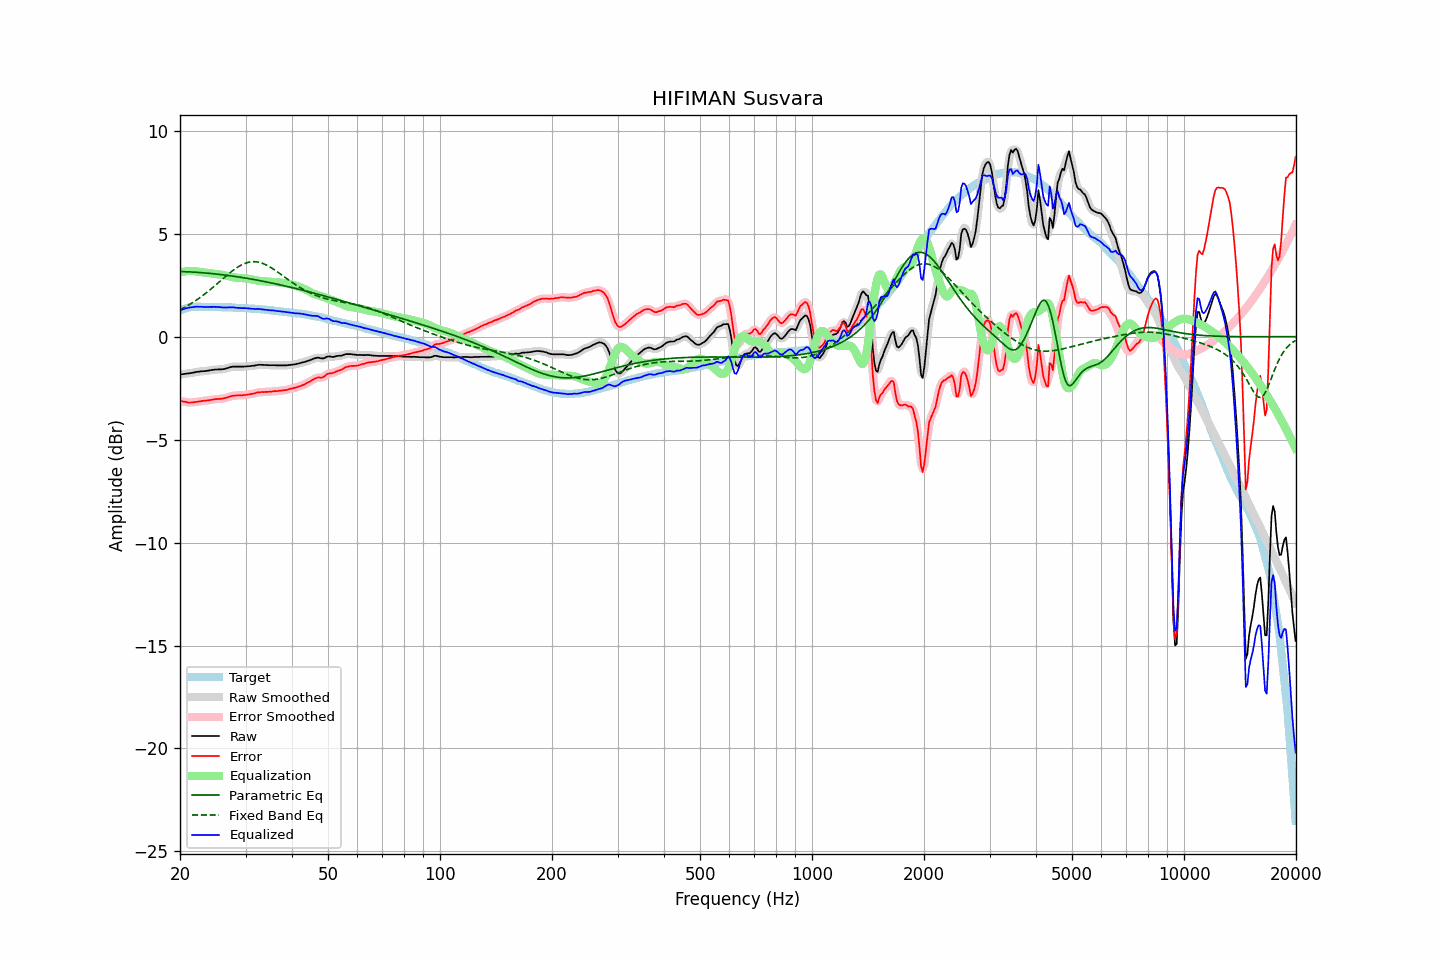 HIFIMAN Susvara
Amplitude (dBr)
10
5
0
−5
−10
−15
−20
−25
Target
Raw Smoothed
Error Smoothed
Raw
Error
Equalization
Parametric Eq
Fixed Band Eq
Equalized
20 50 100 200 500 1000 2000 5000 10000 20000
Frequency (Hz)